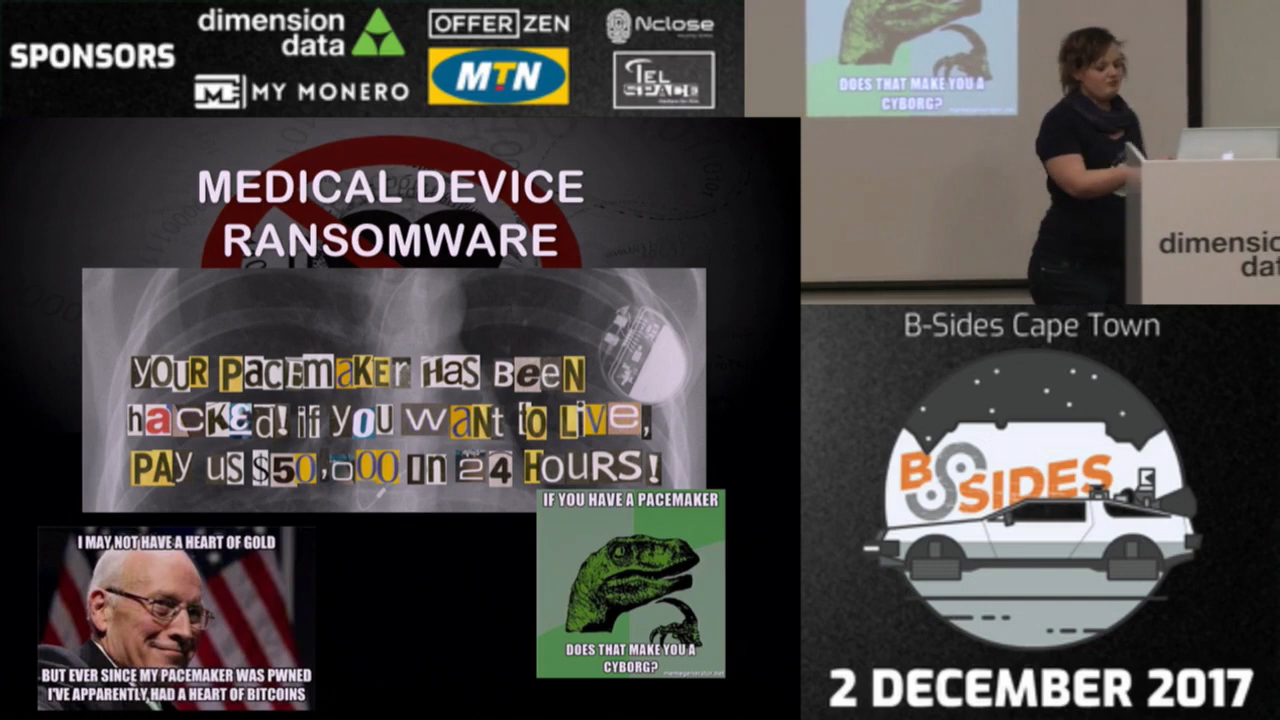 SPONSORS
dimension
data
OFFERZEN
Nclose
MY MONERO
MTN
TEL
SPACE
DOES THAT MAKE YOU A
CYBORG?
MEDICAL DEVICE
RANSOMWARE
YOUR PacEmaKEr HAS BeeN
hacKEd! if you want to Live,
PAy us $50,000 In 24 HOURS!
IF YOU HAVE A PACEMAKER
DOES THAT MAKE YOU A
CYBORG?
memegenerator.net
I MAY NOT HAVE A HEART OF GOLD
BUT EVER SINCE MY PACEMAKER WAS PWNED
I'VE APPARENTLY HAD A HEART OF BITCOINS
dimensio
dat
B-Sides Cape Town
BSIDES
2 DECEMBER 2017